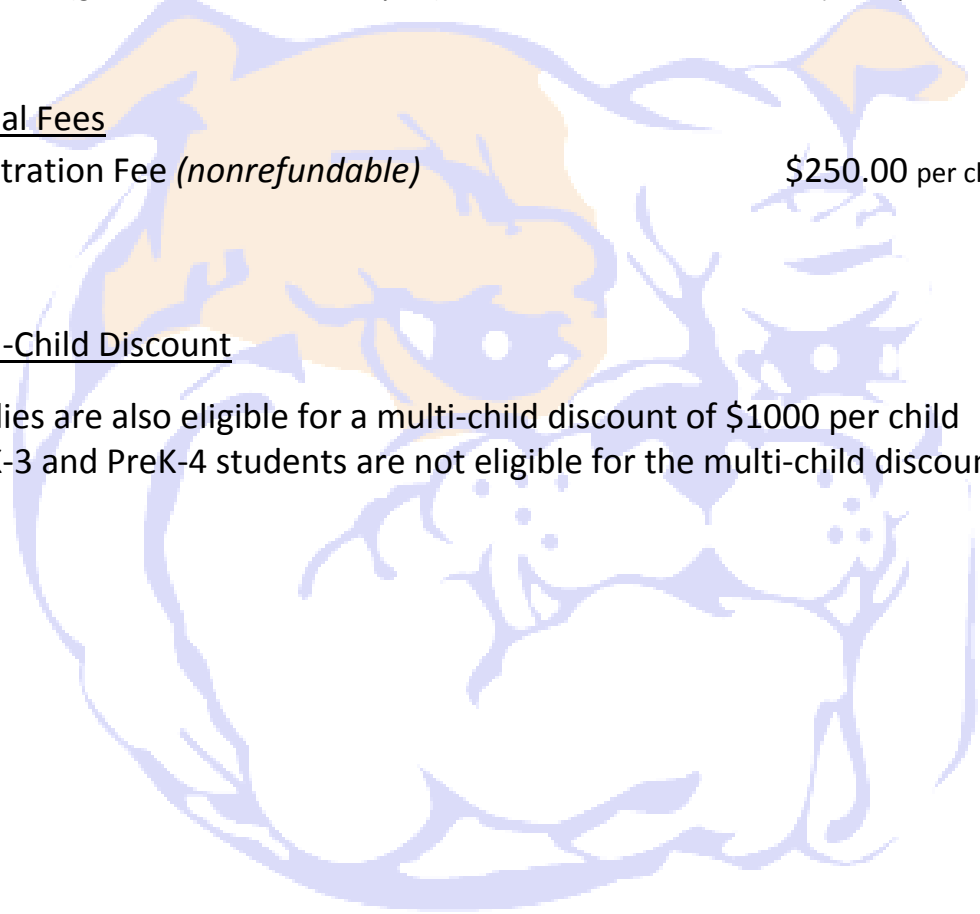 al Fees
tration Fee (nonrefundable) $250.00 per cl
-Child Discount
lies are also eligible for a multi-child discount of $1000 per child
K-3 and PreK-4 students are not eligible for the multi-child discoun